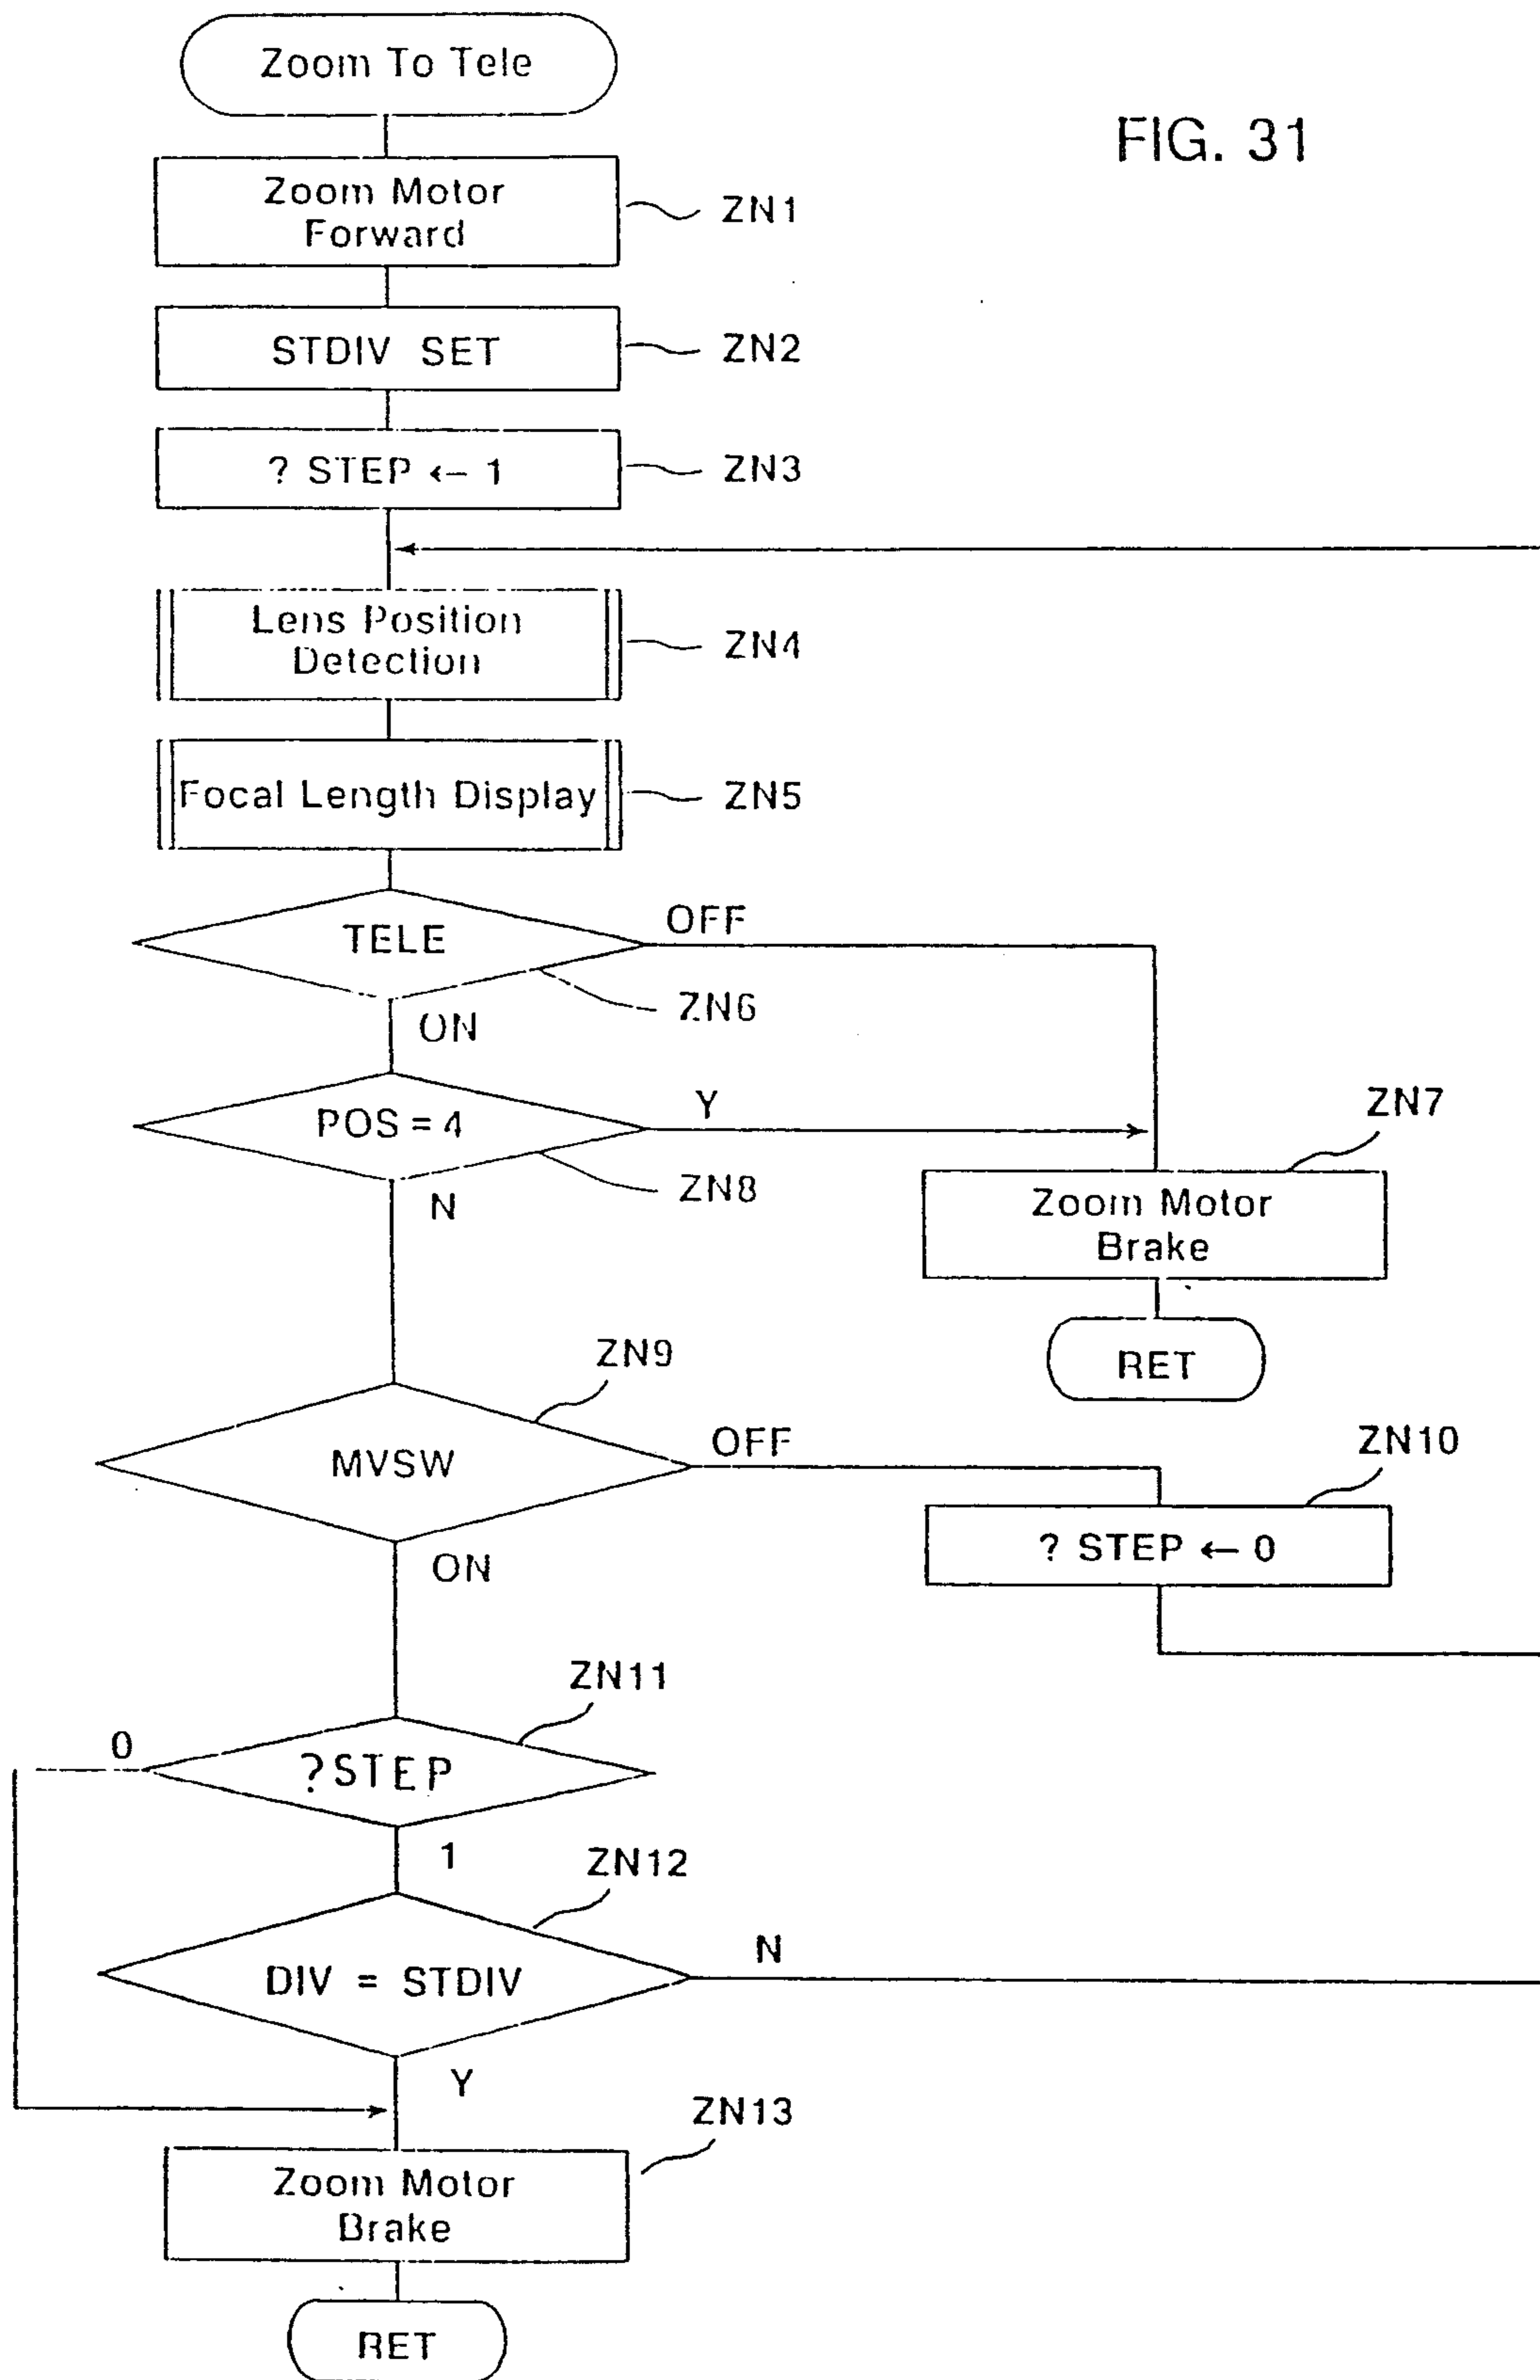 Zoom To Tele
FIG. 31
Zoom Motor
Forward
ZN1
STDIV SET
ZN2
? STEP ← 1
ZN3
Lens Position
Detection
ZN4
Focal Length Display
ZN5
TELE
OFF
ZN6
ON
POS = 4
Y
ZN8
N
ZN7
Zoom Motor
Brake
RET
ZN9
MVSW
OFF
ON
ZN10
? STEP ← 0
ZN11
0
?STEP
1
ZN12
DIV = STDIV
N
Y
ZN13
Zoom Motor
Brake
RET